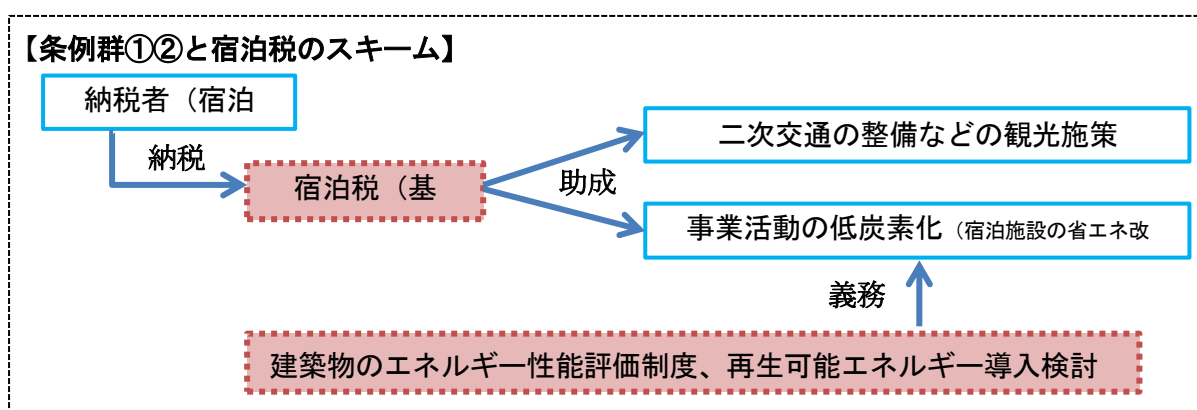 【条例群①②と宿泊税のスキーム】
納税者（宿泊
納税
宿泊税（基
助成
二次交通の整備などの観光施策
事業活動の低炭素化（宿泊施設の省エネ改
義務
建築物のエネルギー性能評価制度、再生可能エネルギー導入検討